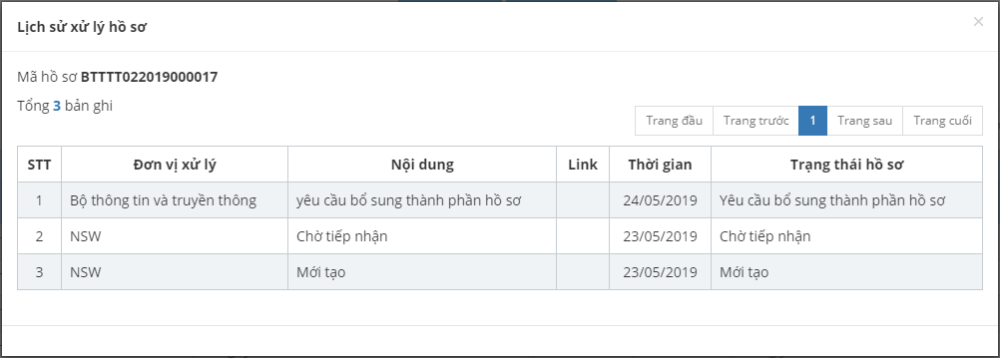 Lịch sử xử lý hồ sơ ×
Mã hồ sơ BTTTT022019000017
Tổng 3 bản ghi
Trang đầu Trang trước 1 Trang sau Trang cuối
STT Đơn vị xử lý Nội dung Link Thời gian Trạng thái hồ sơ
1 Bộ thông tin và truyền thông yêu cầu bổ sung thành phần hồ sơ 24/05/2019 Yêu cầu bổ sung thành phần hồ sơ
2 NSW Chờ tiếp nhận 23/05/2019 Chờ tiếp nhận
3 NSW Mới tạo 23/05/2019 Mới tạo